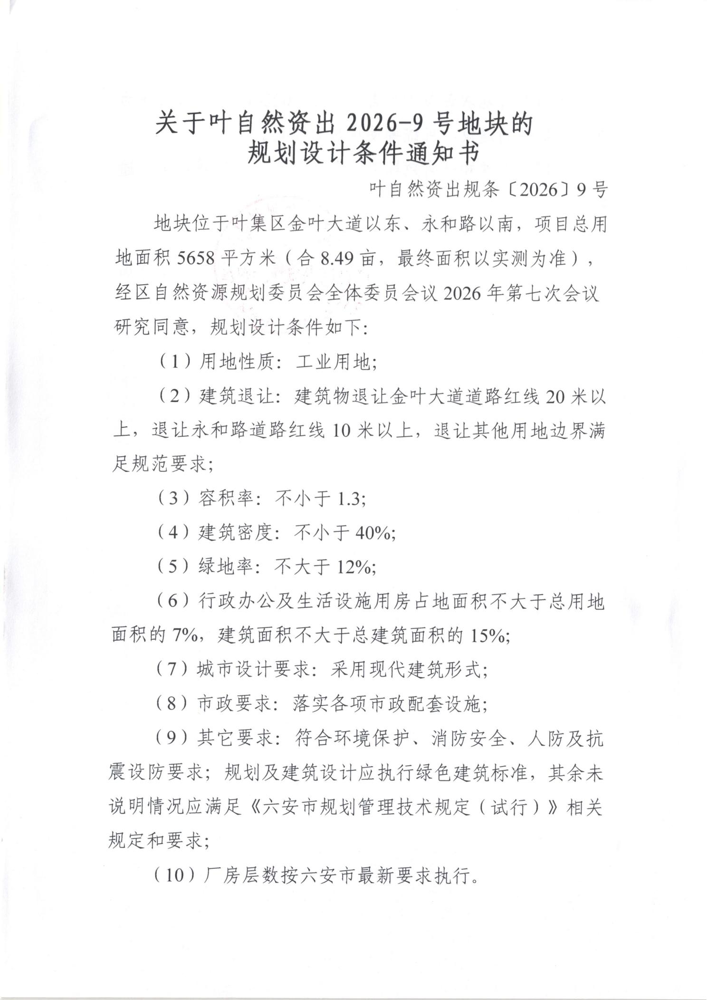 关于叶自然资出 2026-9 号地块的
规划设计条件通知书
叶自然资出规条〔2026〕9 号
地块位于叶集区金叶大道以东、永和路以南，项目总用
地面积 5658 平方米（合 8.49 亩，最终面积以实测为准），
经区自然资源规划委员会全体委员会议 2026 年第七次会议
研究同意，规划设计条件如下：
（1）用地性质：工业用地；
（2）建筑退让：建筑物退让金叶大道道路红线 20 米以
上，退让永和路道路红线 10 米以上，退让其他用地边界满
足规范要求；
（3）容积率：不小于 1.3；
（4）建筑密度：不小于 40%；
（5）绿地率：不大于 12%；
（6）行政办公及生活设施用房占地面积不大于总用地
面积的 7%，建筑面积不大于总建筑面积的 15%；
（7）城市设计要求：采用现代建筑形式；
（8）市政要求：落实各项市政配套设施；
（9）其它要求：符合环境保护、消防安全、人防及抗
震设防要求；规划及建筑设计应执行绿色建筑标准，其余未
说明情况应满足《六安市规划管理技术规定（试行）》相关
规定和要求；
（10）厂房层数按六安市最新要求执行。